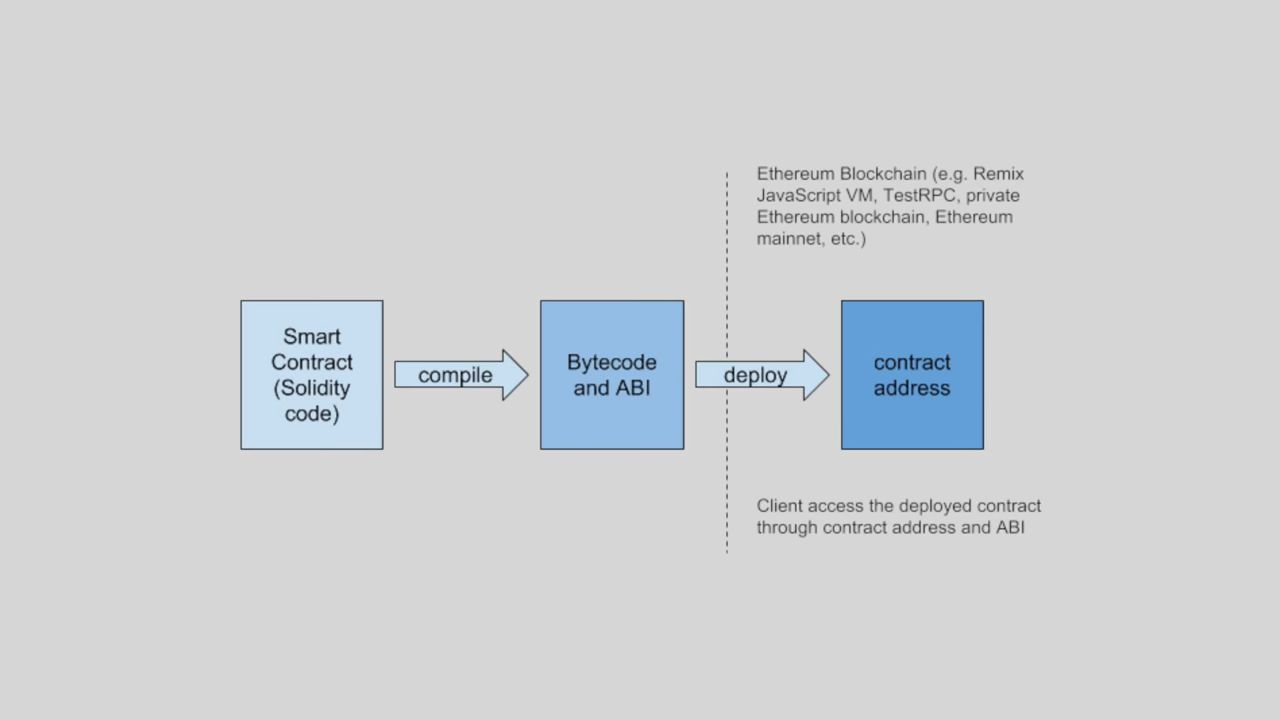 Ethereum Blockchain (e.g. Remix
JavaScript VM, TestRPC, private
Ethereum blockchain, Ethereum
mainnet, etc.)
Smart
Contract
(Solidity
code)
compile
Bytecode
and ABI
deploy
contract
address
Client access the deployed contract
through contract address and ABI